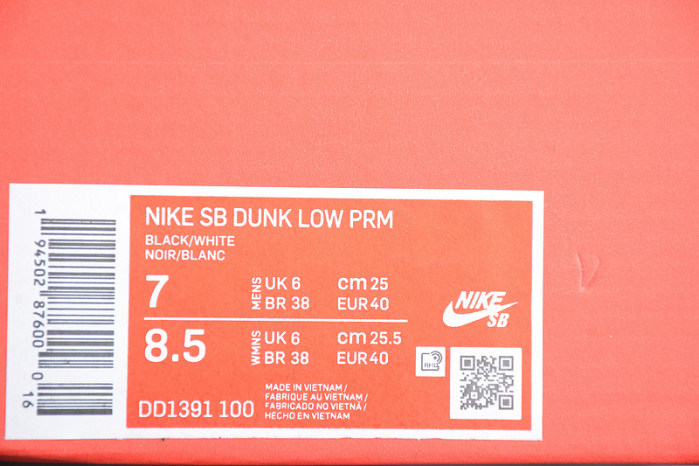 1 94502 87600 0 16
NIKE SB DUNK LOW PRM
BLACK/WHITE
NOIR/BLANC
7 MENS UK 6 cm 25
BR 38 EUR 40
8.5 WMNS UK 6 cm 25.5
BR 38 EUR 40
NIKE
SB
RFID
MADE IN VIETNAM /
FABRIQUE AU VIETNAM /
FABRICADO NO VIETNÃ /
HECHO EN VIETNAM
DD1391 100